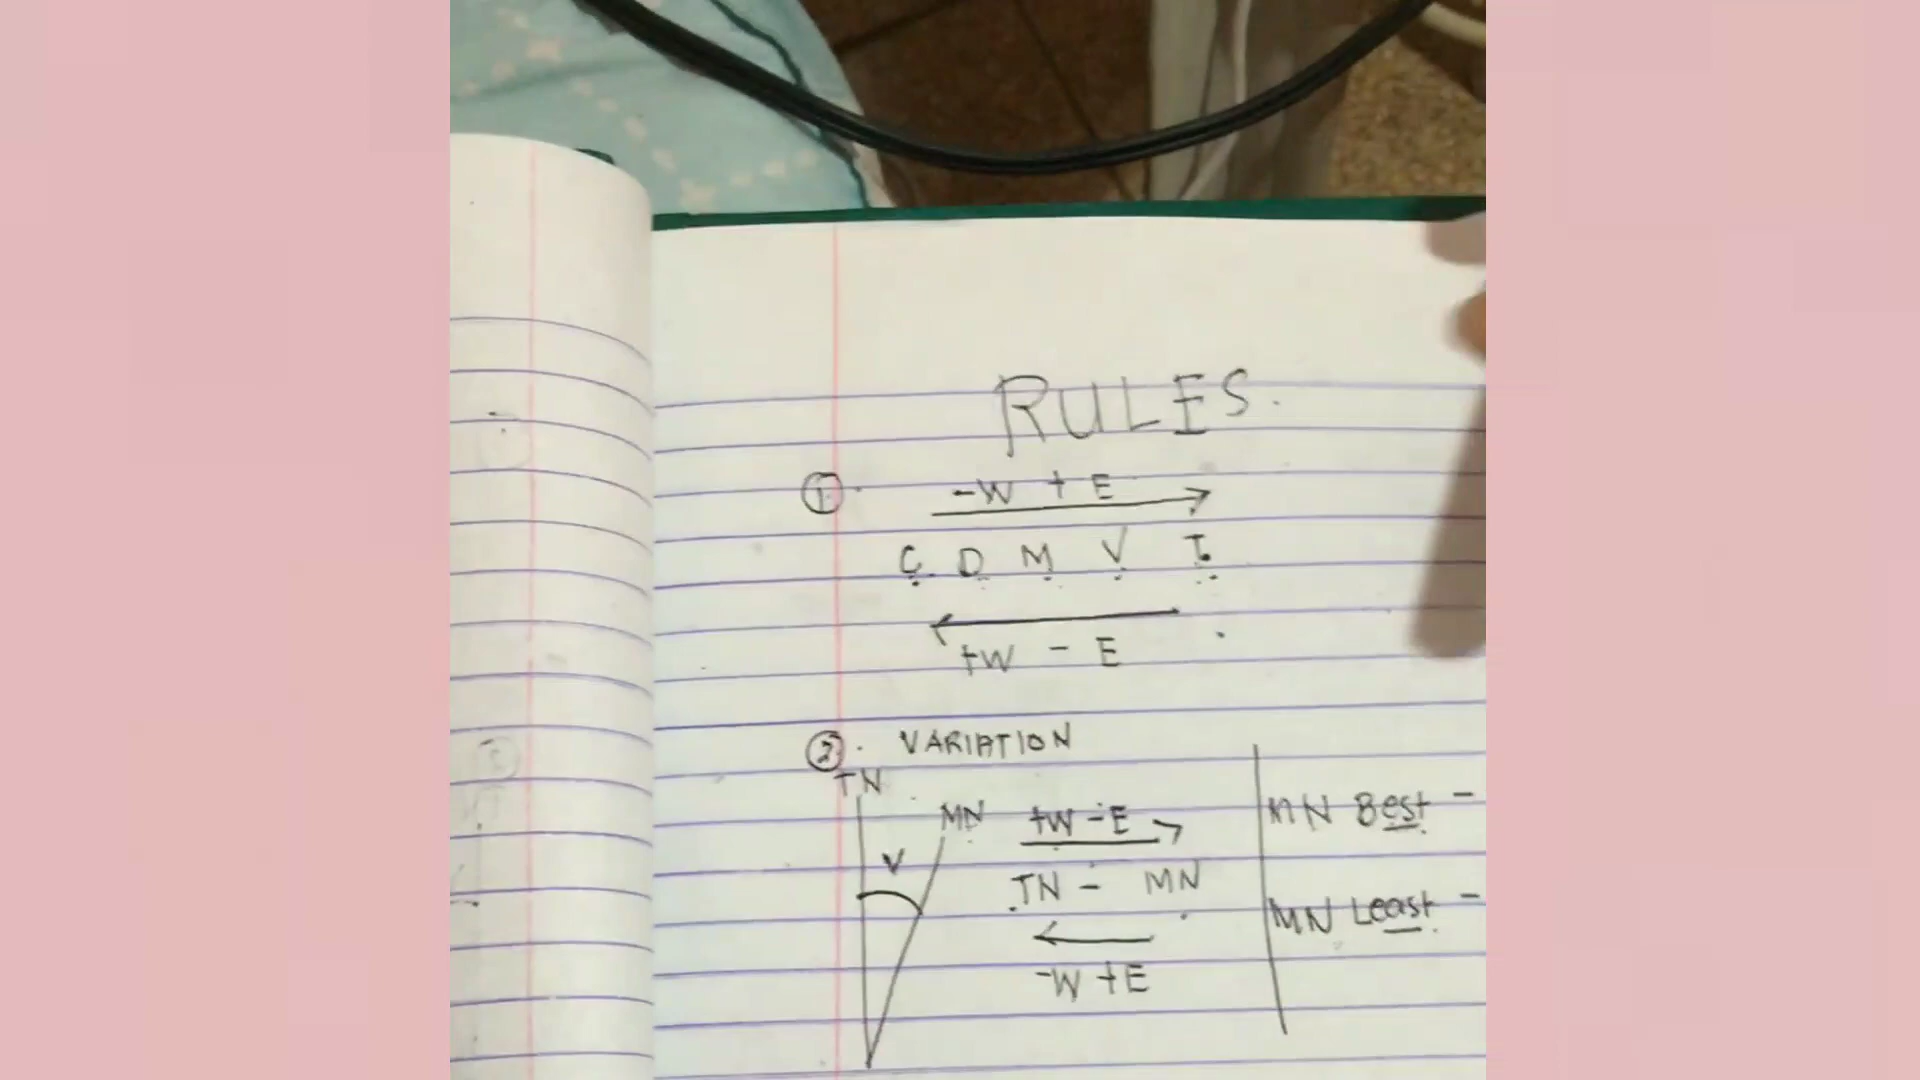 RULES.
① -W + E
C D M V T
+W - E
② VARIATION
TN
MN +W -E
V
TN - MN
-W +E
MN Best -
MN Least -